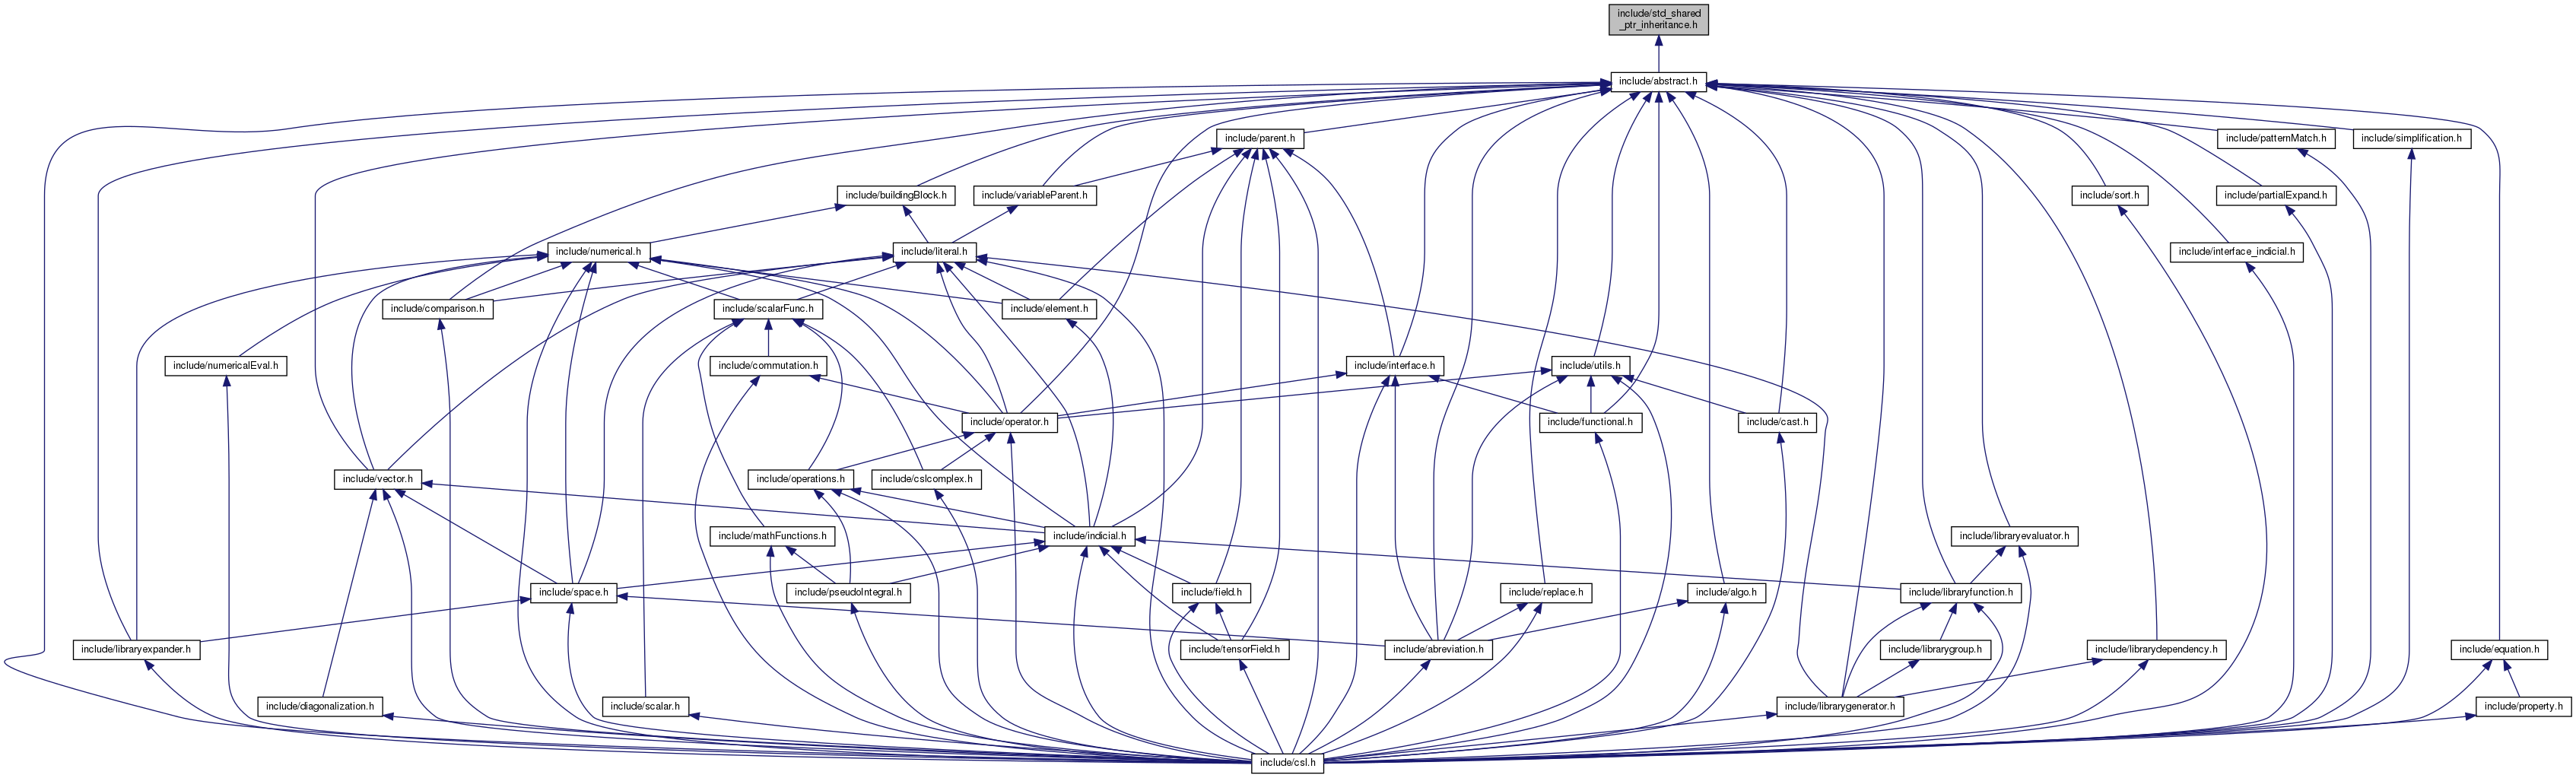 include/std_shared
_ptr_inheritance.h
include/abstract.h
include/parent.h
include/patternMatch.h
include/simplification.h
include/buildingBlock.h
include/variableParent.h
include/sort.h
include/partialExpand.h
include/numerical.h
include/literal.h
include/interface_indicial.h
include/comparison.h
include/scalarFunc.h
include/element.h
include/numericalEval.h
include/commutation.h
include/interface.h
include/utils.h
include/operator.h
include/functional.h
include/cast.h
include/vector.h
include/operations.h
include/cslcomplex.h
include/mathFunctions.h
include/indicial.h
include/libraryevaluator.h
include/space.h
include/pseudoIntegral.h
include/field.h
include/replace.h
include/algo.h
include/libraryfunction.h
include/libraryexpander.h
include/tensorField.h
include/abreviation.h
include/librarygroup.h
include/librarydependency.h
include/equation.h
include/diagonalization.h
include/scalar.h
include/librarygenerator.h
include/property.h
include/csl.h